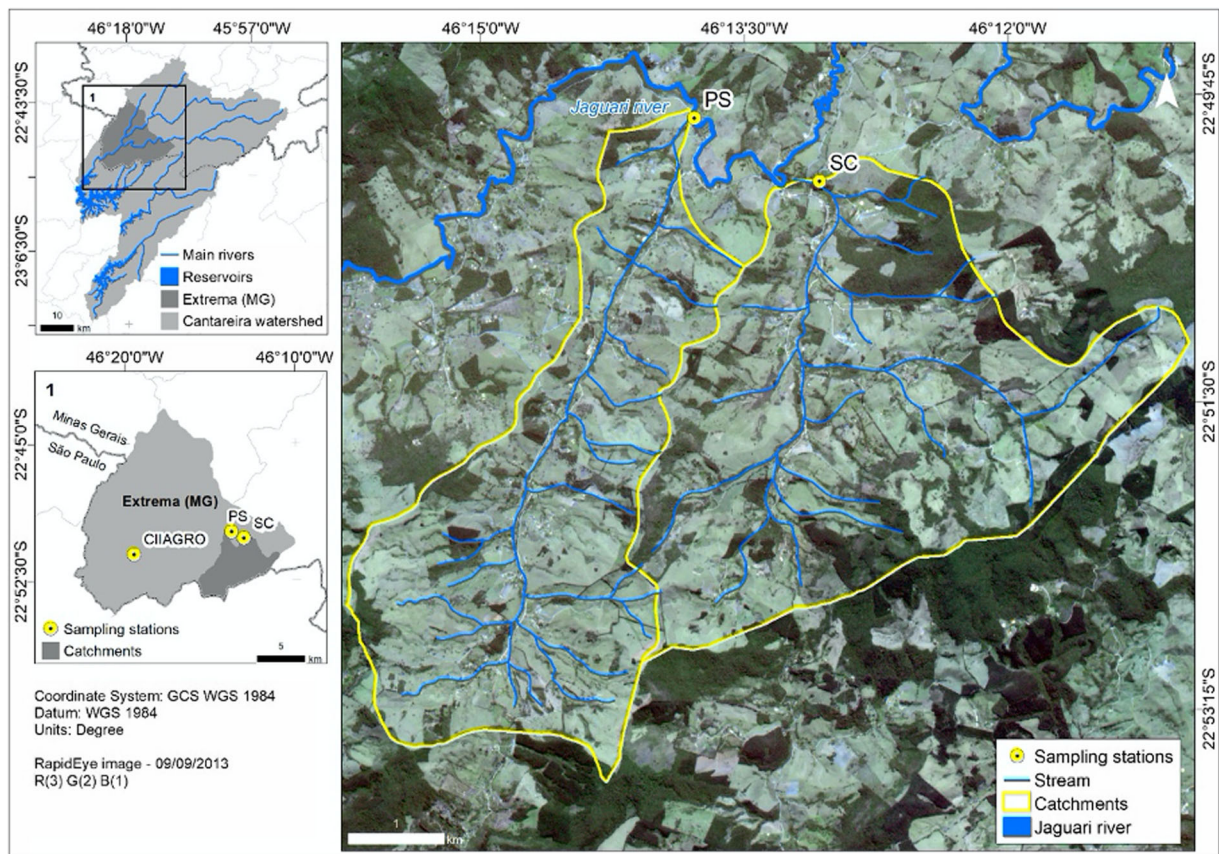 46°18'0"W
45°57'0"W
22°43'30"S
23°6'30"S
1
Main rivers
Reservoirs
Extrema (MG)
Cantareira watershed
10
km
46°20'0"W
46°10'0"W
22°45'0"S
22°52'30"S
1
Minas Gerais
São Paulo
Extrema (MG)
PS
SC
CIIAGRO
Sampling stations
Catchments
5
km
Coordinate System: GCS WGS 1984
Datum: WGS 1984
Units: Degree
RapidEye image - 09/09/2013
R(3) G(2) B(1)
46°15'0"W
46°13'30"W
46°12'0"W
22°49'45"S
22°51'30"S
22°53'15"S
Jaguari river
PS
SC
1
km
Sampling stations
Stream
Catchments
Jaguari river